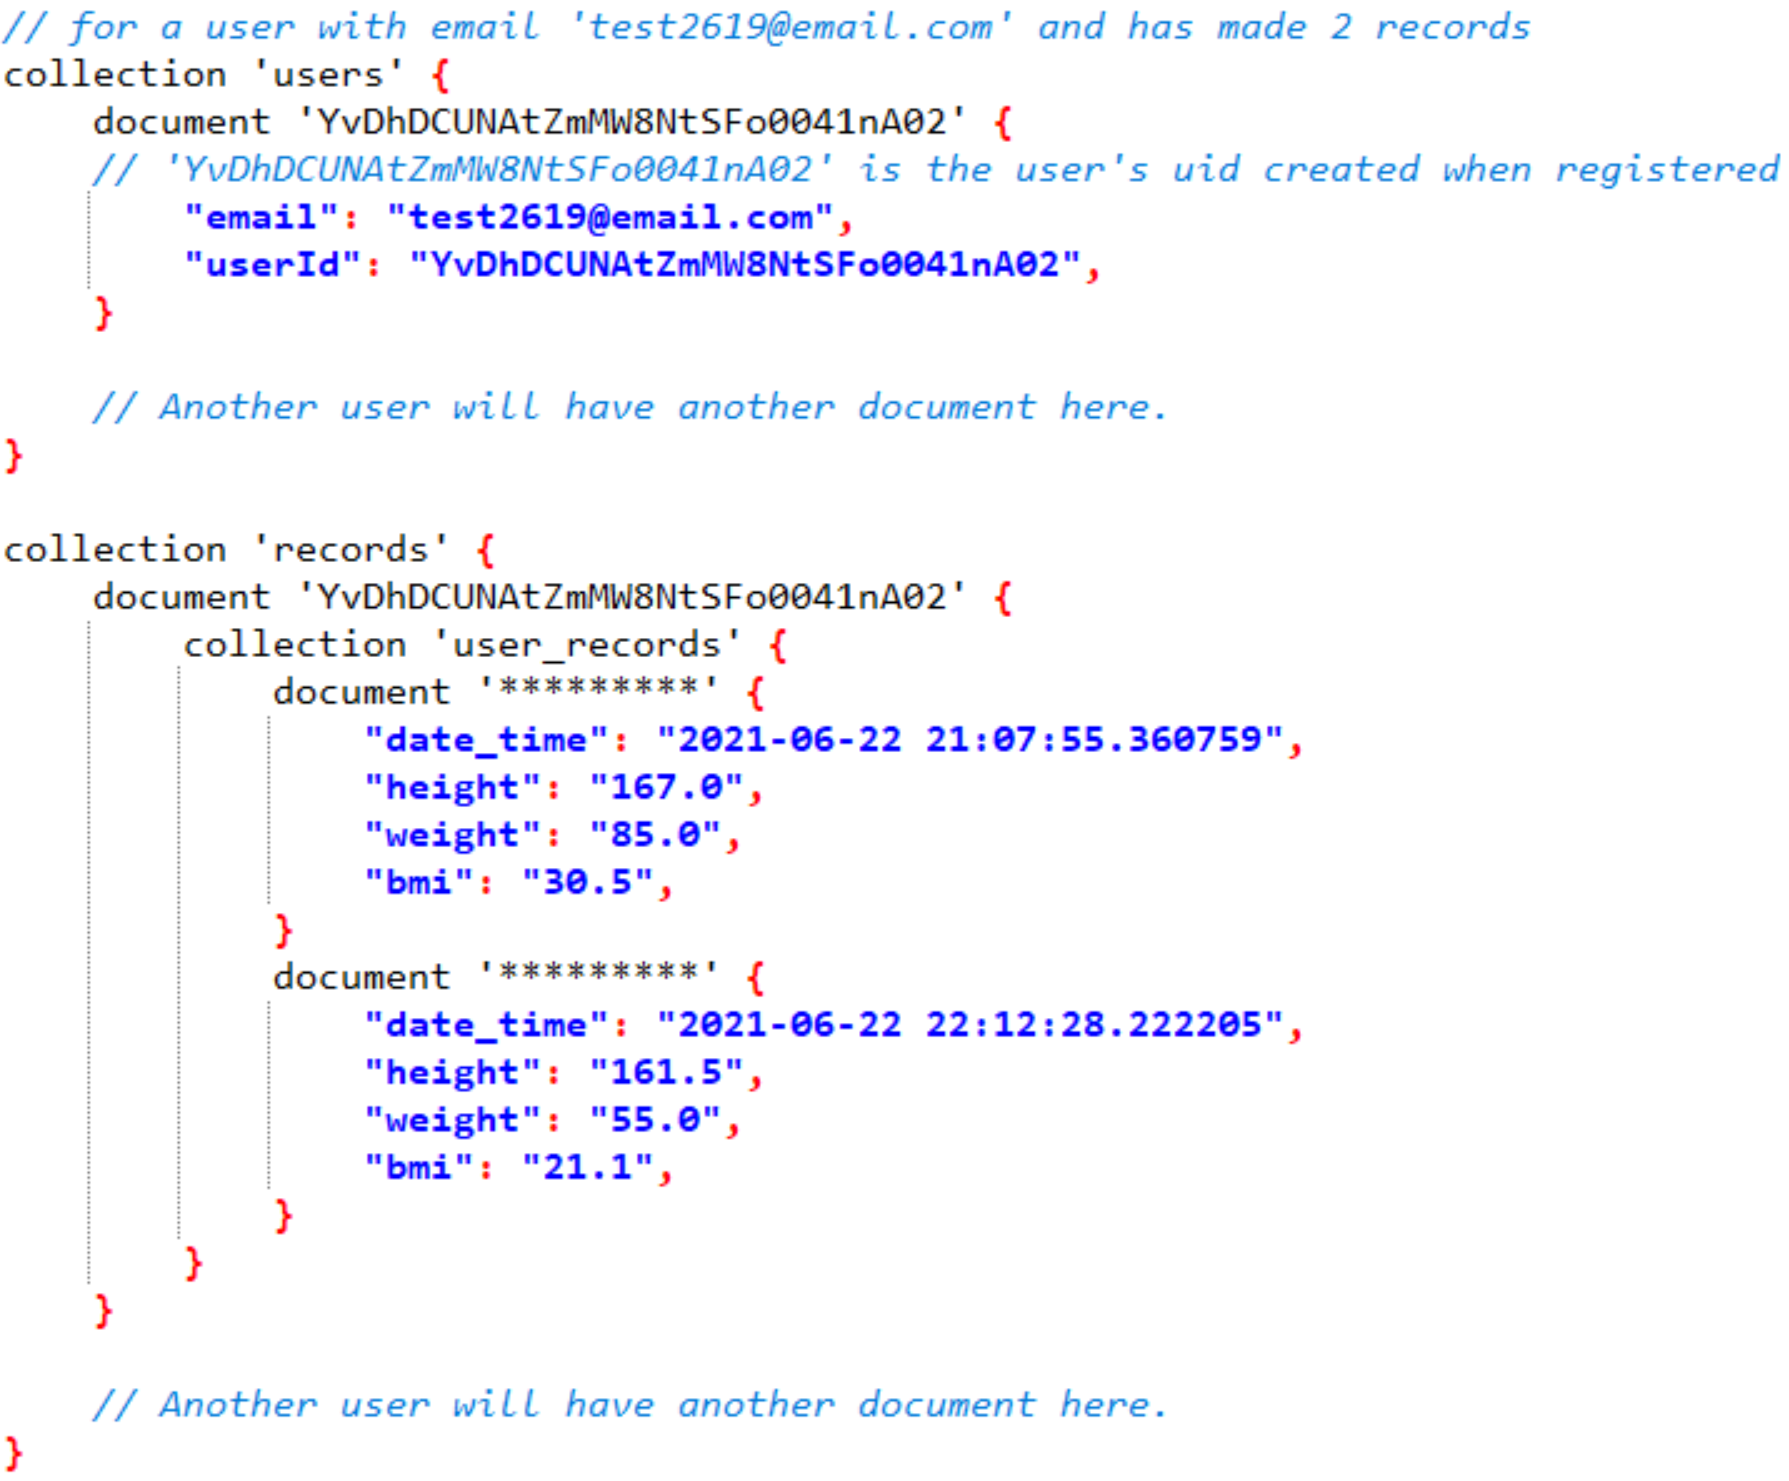 // for a user with email 'test2619@email.com' and has made 2 records
collection 'users' {
    document 'YvDhDCUNAtZmMW8NtSFo0041nA02' {
    // 'YvDhDCUNAtZmMW8NtSFo0041nA02' is the user's uid created when registered
        "email": "test2619@email.com",
        "userId": "YvDhDCUNAtZmMW8NtSFo0041nA02",
    }

    // Another user will have another document here.
}

collection 'records' {
    document 'YvDhDCUNAtZmMW8NtSFo0041nA02' {
        collection 'user_records' {
            document '*********' {
                "date_time": "2021-06-22 21:07:55.360759",
                "height": "167.0",
                "weight": "85.0",
                "bmi": "30.5",
            }
            document '*********' {
                "date_time": "2021-06-22 22:12:28.222205",
                "height": "161.5",
                "weight": "55.0",
                "bmi": "21.1",
            }
        }
    }

    // Another user will have another document here.
}